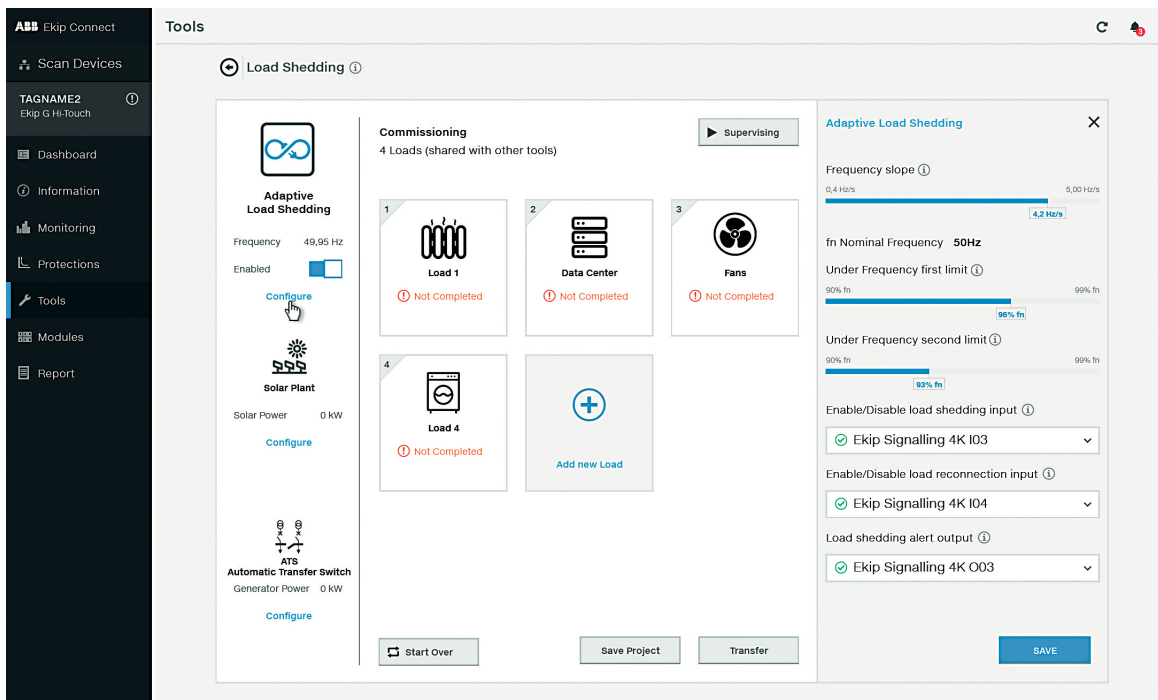 ABB Ekip Connect
Scan Devices
TAGNAME2
Ekip G Hi-Touch
Dashboard
Information
Monitoring
Protections
Tools
Modules
Report
Tools
3
Load Shedding
Adaptive
Load Shedding
Frequency 49,95 Hz
Enabled
Configure
Solar Plant
Solar Power 0 kW
Configure
ATS
Automatic Transfer Switch
Generator Power 0 kW
Configure
Commissioning
4 Loads (shared with other tools)
Supervising
1
Load 1
Not Completed
2
Data Center
Not Completed
3
Fans
Not Completed
4
Load 4
Not Completed
Add new Load
Start Over
Save Project
Transfer
Adaptive Load Shedding
Frequency slope
0,4 Hz/s 5,00 Hz/s
4,2 Hz/s
fn Nominal Frequency 50Hz
Under Frequency first limit
90% fn 99% fn
96% fn
Under Frequency second limit
90% fn 99% fn
93% fn
Enable/Disable load shedding input
Ekip Signalling 4K I03
Enable/Disable load reconnection input
Ekip Signalling 4K I04
Load shedding alert output
Ekip Signalling 4K O03
SAVE